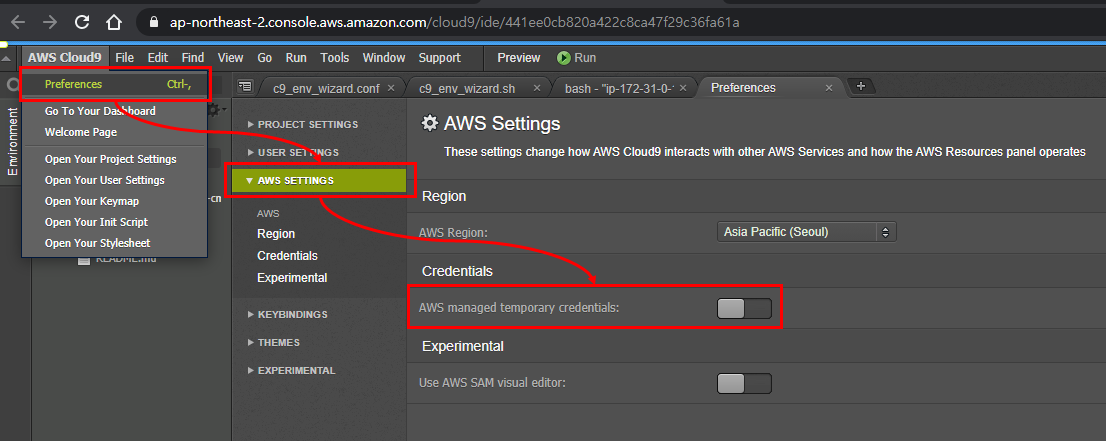 ap-northeast-2.console.aws.amazon.com/cloud9/ide/441ee0cb820a422c8ca47f29c36fa61a
AWS Cloud9 File Edit Find View Go Run Tools Window Support Preview Run
Preferences Ctrl-,
Go To Your Dashboard
Welcome Page
Open Your Project Settings
Open Your User Settings
Open Your Keymap
Open Your Init Script
Open Your Stylesheet
README.md
Environment
c9_env_wizard.conf
c9_env_wizard.sh
bash - "ip-172-31-0-
Preferences
PROJECT SETTINGS
USER SETTINGS
AWS SETTINGS
AWS
Region
Credentials
Experimental
KEYBINDINGS
THEMES
EXPERIMENTAL
AWS Settings
These settings change how AWS Cloud9 interacts with other AWS Services and how the AWS Resources panel operates
Region
AWS Region: Asia Pacific (Seoul)
Credentials
AWS managed temporary credentials:
Experimental
Use AWS SAM visual editor: